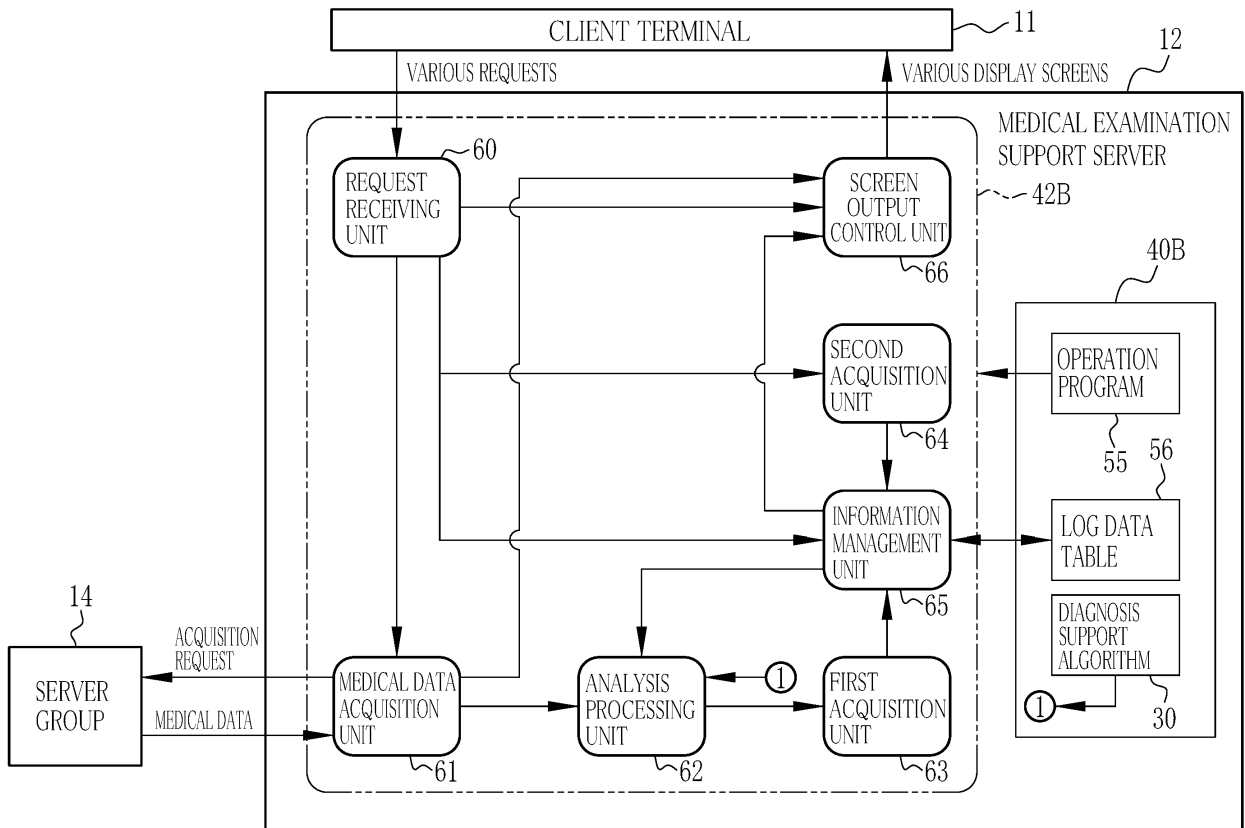 CLIENT TERMINAL
11
VARIOUS REQUESTS
VARIOUS DISPLAY SCREENS
12
MEDICAL EXAMINATION
SUPPORT SERVER
60
REQUEST
RECEIVING
UNIT
SCREEN
OUTPUT
CONTROL UNIT
66
42B
40B
SECOND
ACQUISITION
UNIT
64
OPERATION
PROGRAM
55
56
INFORMATION
MANAGEMENT
UNIT
65
LOG DATA
TABLE
14
SERVER
GROUP
ACQUISITION
REQUEST
MEDICAL DATA
MEDICAL DATA
ACQUISITION
UNIT
61
ANALYSIS
PROCESSING
UNIT
62
1
FIRST
ACQUISITION
UNIT
63
DIAGNOSIS
SUPPORT
ALGORITHM
1
30